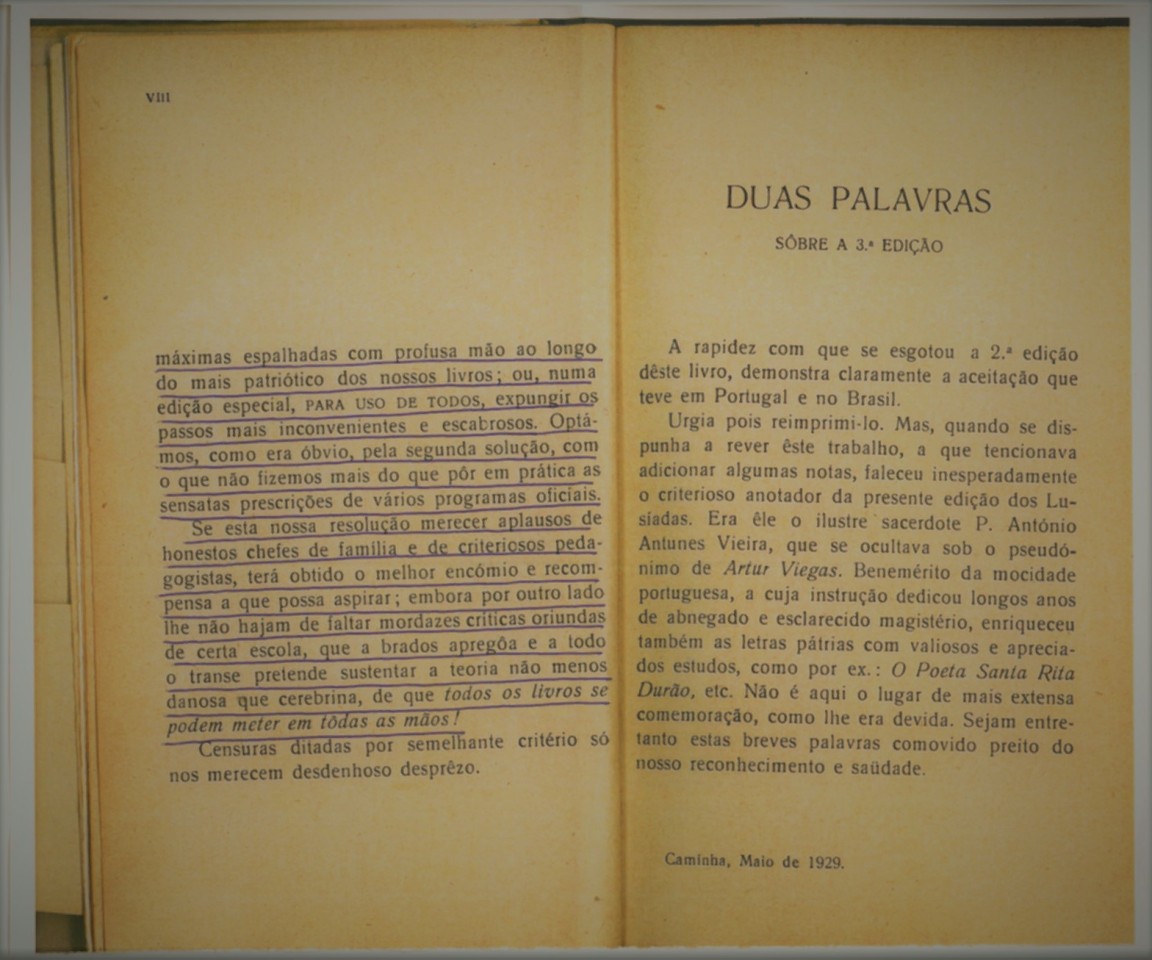 VIII
máximas espalhadas com profusa mão ao longo
do mais patriótico dos nossos livros; ou, numa
edição especial, PARA USO DE TODOS, expungir os
passos mais inconvenientes e escabrosos. Optá-
mos, como era óbvio, pela segunda solução, com
o que não fizemos mais do que pôr em prática as
sensatas prescrições de vários programas oficiais.
Se esta nossa resolução merecer aplausos de
honestos chefes de família e de criteriosos peda-
gogistas, terá obtido o melhor encómio e recom-
pensa a que possa aspirar; embora por outro lado
lhe não hajam de faltar mordazes críticas oriundas
de certa escola, que a brados apregôa e a todo
o transe pretende sustentar a teoria não menos
danosa que cerebrina, de que todos os livros se
podem meter em tôdas as mãos!
Censuras ditadas por semelhante critério só
nos merecem desdenhoso desprêzo.
DUAS PALAVRAS
SÔBRE A 3.ª EDIÇÃO
A rapidez com que se esgotou a 2.ª edição
dêste livro, demonstra claramente a aceitação que
teve em Portugal e no Brasil.
Urgia pois reimprimi-lo. Mas, quando se dis-
punha a rever êste trabalho, a que tencionava
adicionar algumas notas, faleceu inesperadamente
o criterioso anotador da presente edição dos Lu-
síadas. Era êle o ilustre sacerdote P. António
Antunes Vieira, que se ocultava sob o pseudó-
nimo de Artur Viegas. Benemérito da mocidade
portuguesa, a cuja instrução dedicou longos anos
de abnegado e esclarecido magistério, enriqueceu
também as letras pátrias com valiosos e aprecia-
dos estudos, como por ex.: O Poeta Santa Rita
Durão, etc. Não é aqui o lugar de mais extensa
comemoração, como lhe era devida. Sejam entre-
tanto estas breves palavras comovido preito do
nosso reconhecimento e saüdade.
Caminha, Maio de 1929.